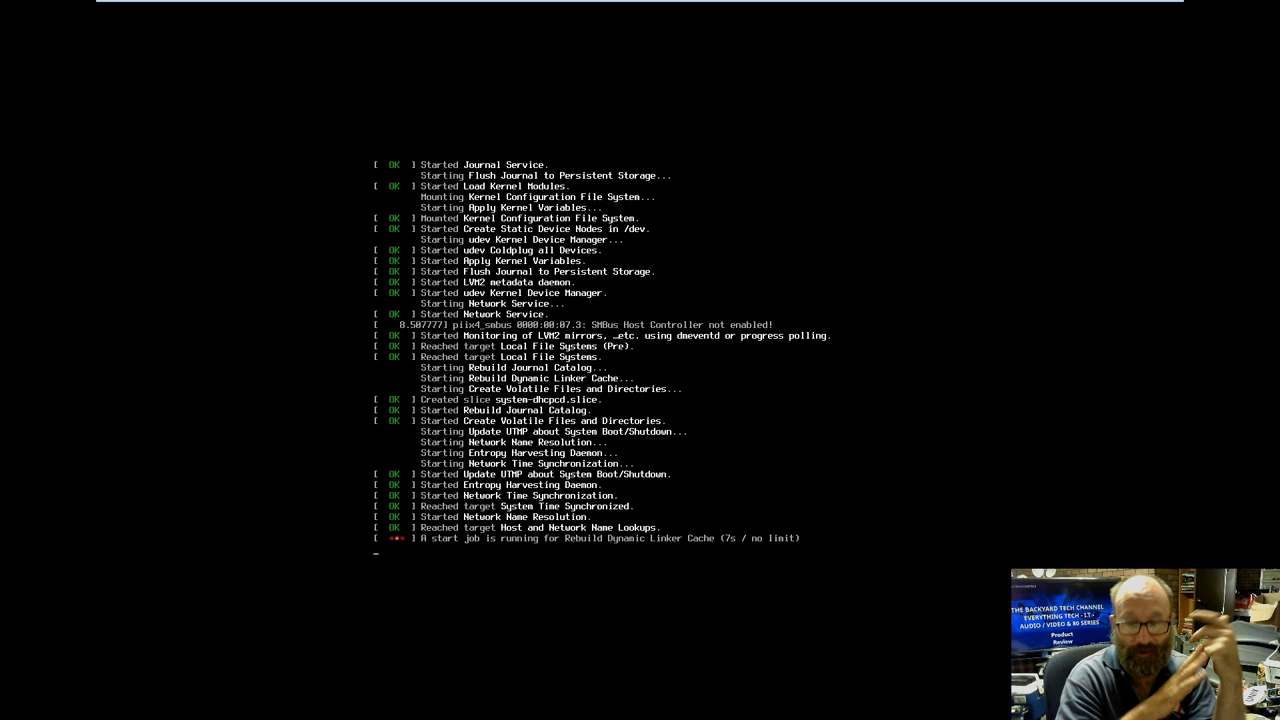 [  OK  ] Started Journal Service.
Starting Flush Journal to Persistent Storage...
[  OK  ] Started Load Kernel Modules.
Mounting Kernel Configuration File System...
Starting Apply Kernel Variables...
[  OK  ] Mounted Kernel Configuration File System.
[  OK  ] Started Create Static Device Nodes in /dev.
Starting udev Kernel Device Manager...
[  OK  ] Started udev Coldplug all Devices.
[  OK  ] Started Apply Kernel Variables.
[  OK  ] Started Flush Journal to Persistent Storage.
[  OK  ] Started LVM2 metadata daemon.
[  OK  ] Started udev Kernel Device Manager.
Starting Network Service...
[  OK  ] Started Network Service.
[    8.507777] piix4_smbus 0000:00:07.3: SMBus Host Controller not enabled!
[  OK  ] Started Monitoring of LVM2 mirrors, …etc. using dmeventd or progress polling.
[  OK  ] Reached target Local File Systems (Pre).
[  OK  ] Reached target Local File Systems.
Starting Rebuild Journal Catalog...
Starting Rebuild Dynamic Linker Cache...
Starting Create Volatile Files and Directories...
[  OK  ] Created slice system-dhcpcd.slice.
[  OK  ] Started Rebuild Journal Catalog.
[  OK  ] Started Create Volatile Files and Directories.
Starting Update UTMP about System Boot/Shutdown...
Starting Network Name Resolution...
Starting Entropy Harvesting Daemon...
Starting Network Time Synchronization...
[  OK  ] Started Update UTMP about System Boot/Shutdown.
[  OK  ] Started Entropy Harvesting Daemon.
[  OK  ] Started Network Time Synchronization.
[  OK  ] Reached target System Time Synchronized.
[  OK  ] Started Network Name Resolution.
[  OK  ] Reached target Host and Network Name Lookups.
[  ***  ] A start job is running for Rebuild Dynamic Linker Cache (7s / no limit)
THE BACKYARD TECH CHANNEL
EVERYTHING TECH - I.T -
AUDIO / VIDEO & 80 SERIES
Product
Review